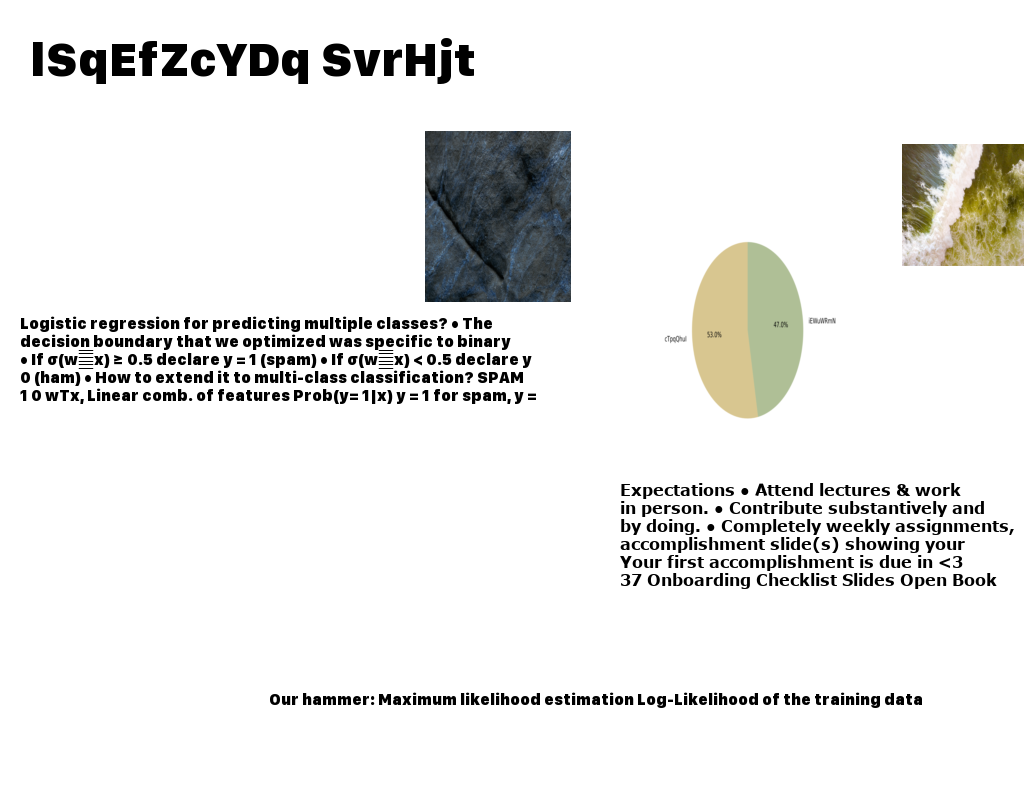 lSqEfZcYDq SvrHjt
Logistic regression for predicting multiple classes? • The
decision boundary that we optimized was specific to binary
• If σ(w𝑇x) ≥ 0.5 declare y = 1 (spam) • If σ(w𝑇x) < 0.5 declare y
0 (ham) • How to extend it to multi-class classification? SPAM
1 0 wTx, Linear comb. of features Prob(y= 1|x) y = 1 for spam, y =
53.0%
47.0%
cTpqQhuI
iEWuWRmN
Expectations • Attend lectures & work
in person. • Contribute substantively and
by doing. • Completely weekly assignments,
accomplishment slide(s) showing your
Your first accomplishment is due in <3
37 Onboarding Checklist Slides Open Book
Our hammer: Maximum likelihood estimation Log-Likelihood of the training data